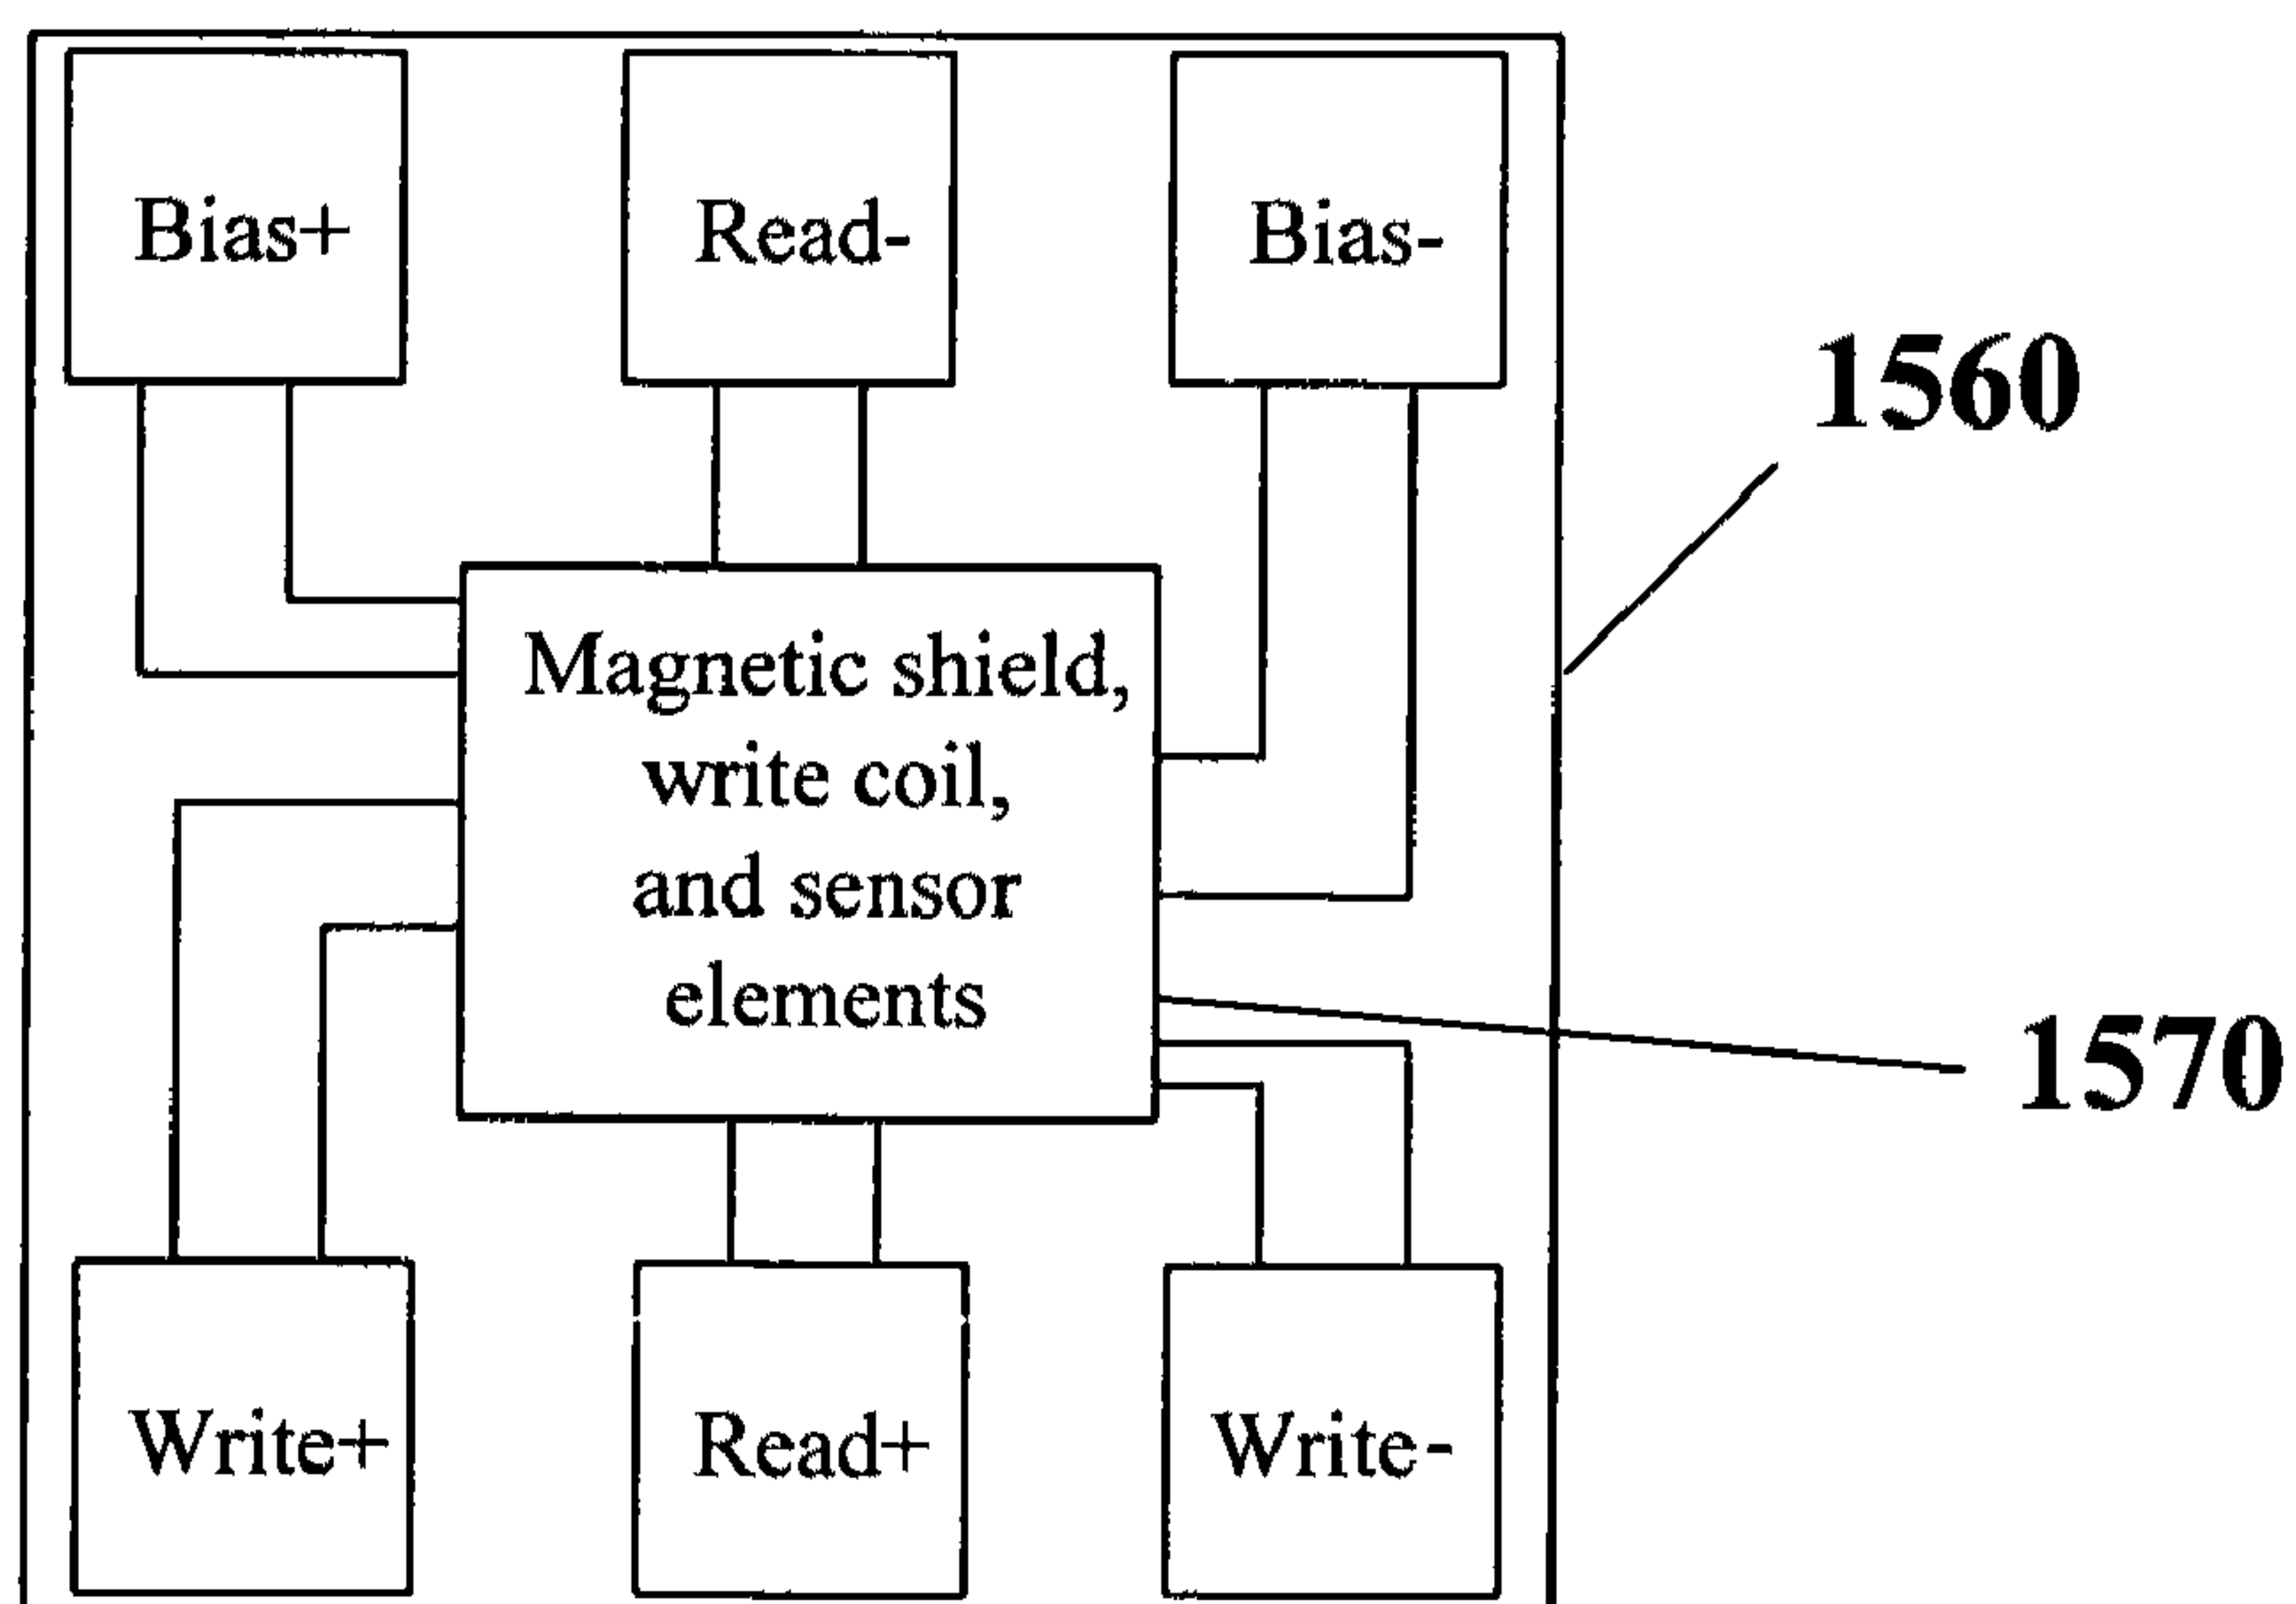 Bias+
Read-
Bias-
1560
Magnetic shield,
write coil,
and sensor
elements
1570
Write+
Read+
Write-